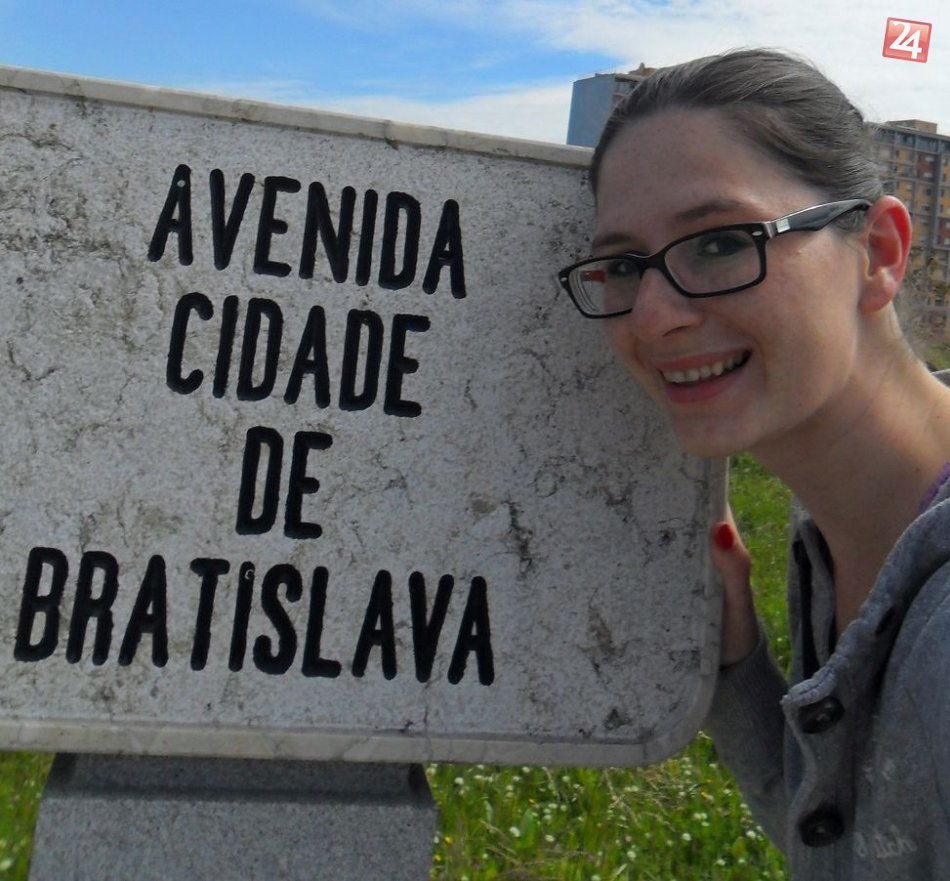 24
AVENIDA
CIDADE
DE
BRATISLAVA